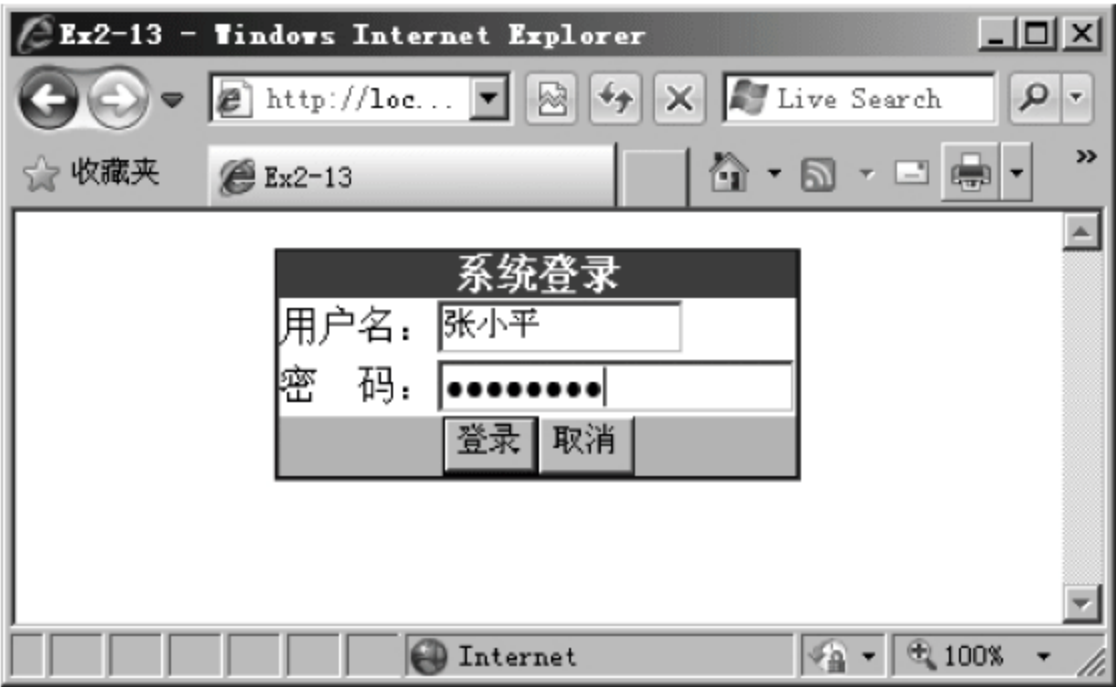 Ex2-13 - Windows Internet Explorer
http://loc...
Live Search
收藏夹
Ex2-13
»
系统登录
用户名：
张小平
密　码：
●●●●●●●●
登录
取消
Internet
100%